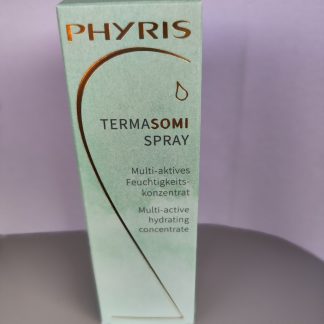 PHYRIS
TERMASOMI
SPRAY
Multi-aktives
Feuchtigkeits-
konzentrat
Multi-active
hydrating
concentrate